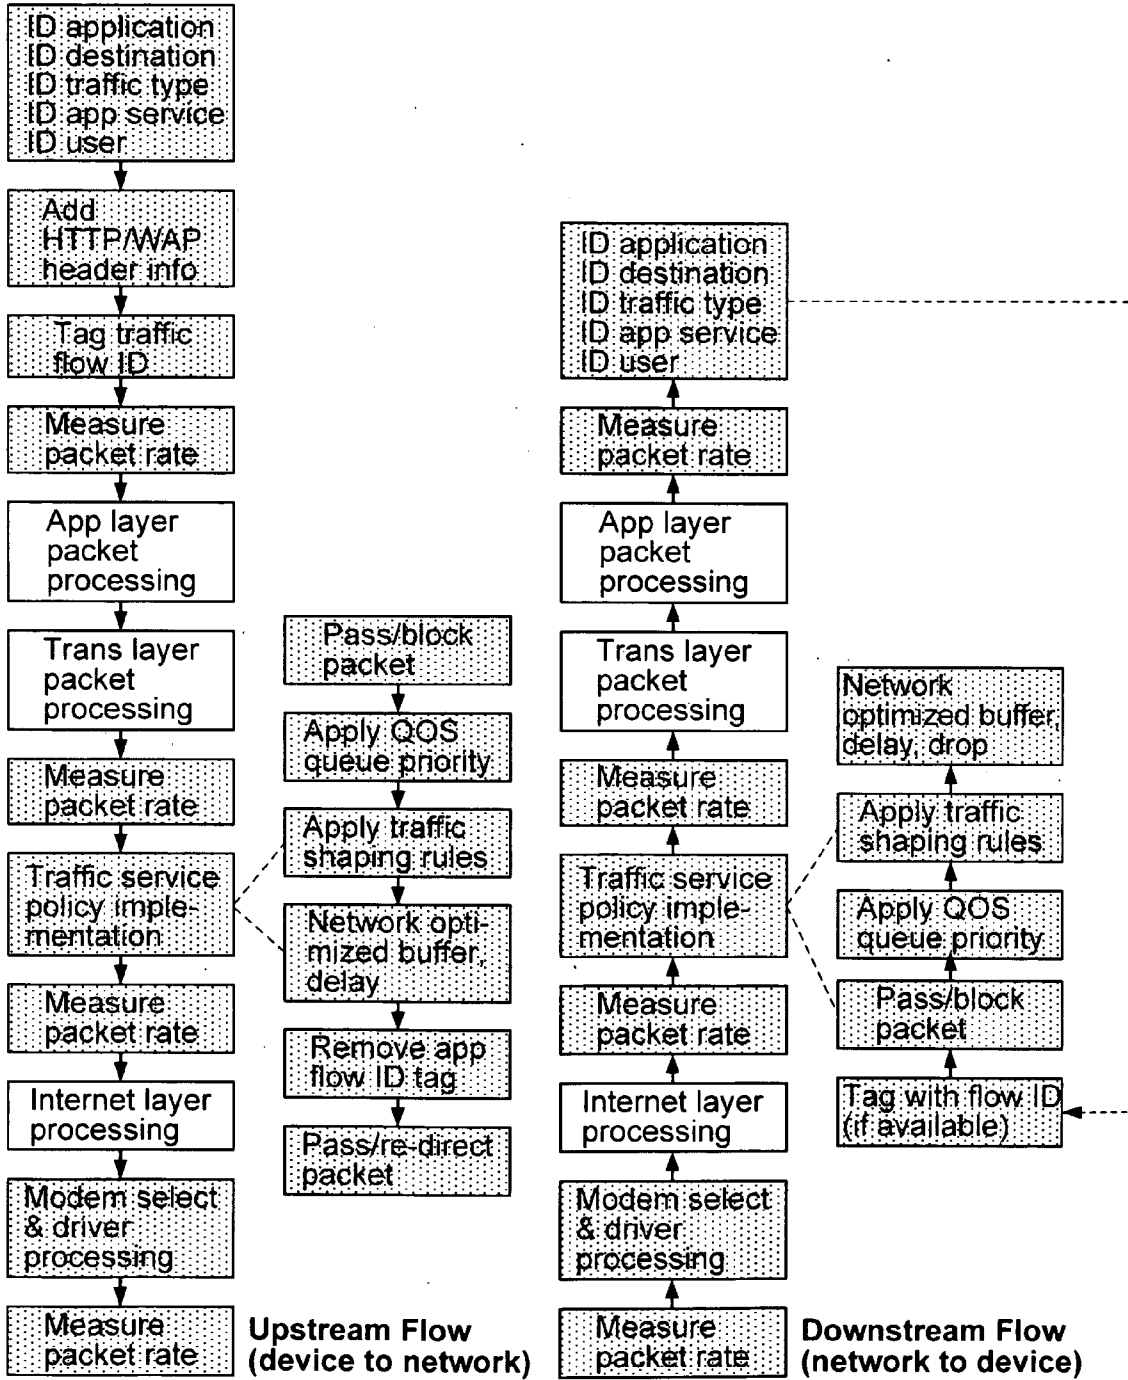 ID application
ID destination
ID traffic type
ID app service
ID user
Add
HTTP/WAP
header info
Tag traffic
flow ID
Measure
packet rate
App layer
packet
processing
Trans layer
packet
processing
Measure
packet rate
Traffic service
policy imple-
mentation
Measure
packet rate
Internet layer
processing
Modem select
& driver
processing
Measure
packet rate
Pass/block
packet
Apply QOS
queue priority
Apply traffic
shaping rules
Network opti-
mized buffer,
delay
Remove app
flow ID tag
Pass/re-direct
packet
Upstream Flow
(device to network)
ID application
ID destination
ID traffic type
ID app service
ID user
Measure
packet rate
App layer
packet
processing
Trans layer
packet
processing
Measure
packet rate
Traffic service
policy imple-
mentation
Measure
packet rate
Internet layer
processing
Modem select
& driver
processing
Measure
packet rate
Network
optimized buffer,
delay, drop
Apply traffic
shaping rules
Apply QOS
queue priority
Pass/block
packet
Tag with flow ID
(if available)
Downstream Flow
(network to device)